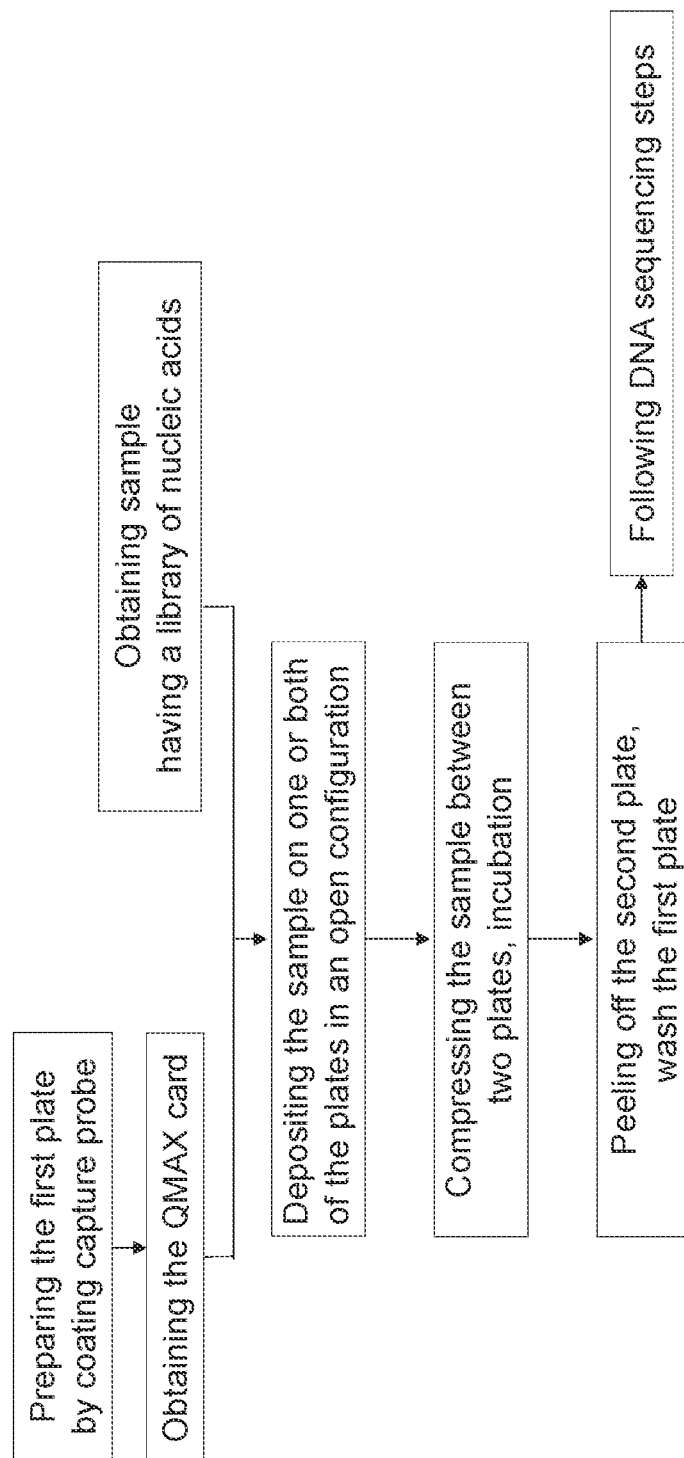 Preparing the first plate
by coating capture probe
Obtaining the QMAX card
Obtaining sample
having a library of nucleic acids
Depositing the sample on one or both
of the plates in an open configuration
Compressing the sample between
two plates, incubation
Peeling off the second plate,
wash the first plate
Following DNA sequencing steps